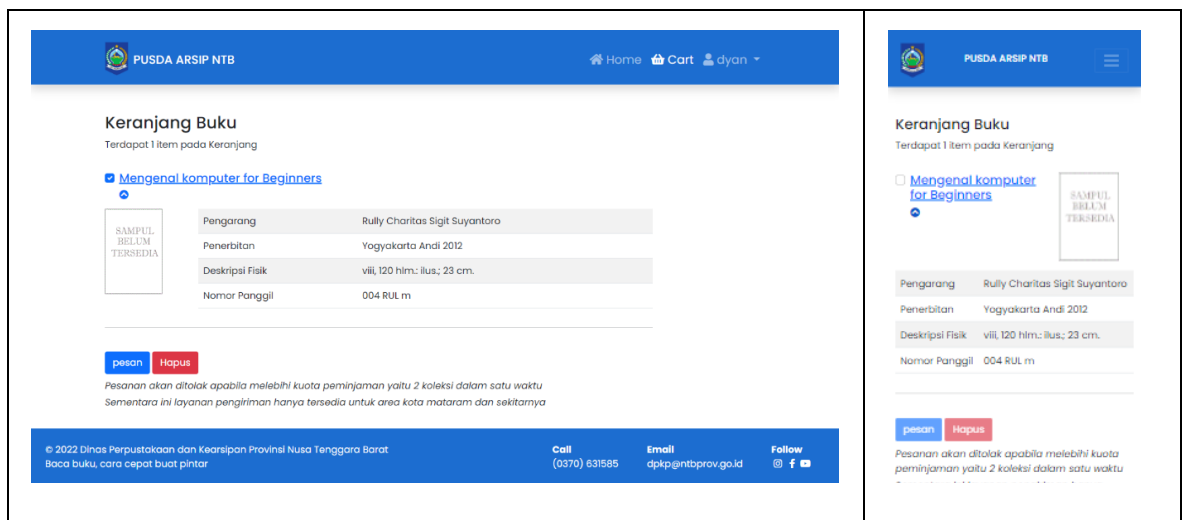 PUSDA ARSIP NTB
Home Cart dyan
Keranjang Buku
Terdapat 1 item pada Keranjang
Mengenal komputer for Beginners
SAMPUL
BELUM
TERSEDIA
Pengarang Rully Charitas Sigit Suyantoro
Penerbitan Yogyakarta Andi 2012
Deskripsi Fisik viii, 120 hlm.: ilus.; 23 cm.
Nomor Panggil 004 RUL m
pesan Hapus
Pesanan akan ditolak apabila melebihi kuota peminjaman yaitu 2 koleksi dalam satu waktu
Sementara ini layanan pengiriman hanya tersedia untuk area kota mataram dan sekitarnya
© 2022 Dinas Perpustakaan dan Kearsipan Provinsi Nusa Tenggara Barat
Baca buku, cara cepat buat pintar
Call
(0370) 631585
Email
dpkp@ntbprov.go.id
Follow
PUSDA ARSIP NTB
Keranjang Buku
Terdapat 1 item pada Keranjang
Mengenal komputer
for Beginners
SAMPUL
BELUM
TERSEDIA
Pengarang Rully Charitas Sigit Suyantoro
Penerbitan Yogyakarta Andi 2012
Deskripsi Fisik viii, 120 hlm.: ilus.; 23 cm.
Nomor Panggil 004 RUL m
pesan Hapus
Pesanan akan ditolak apabila melebihi kuota
peminjaman yaitu 2 koleksi dalam satu waktu